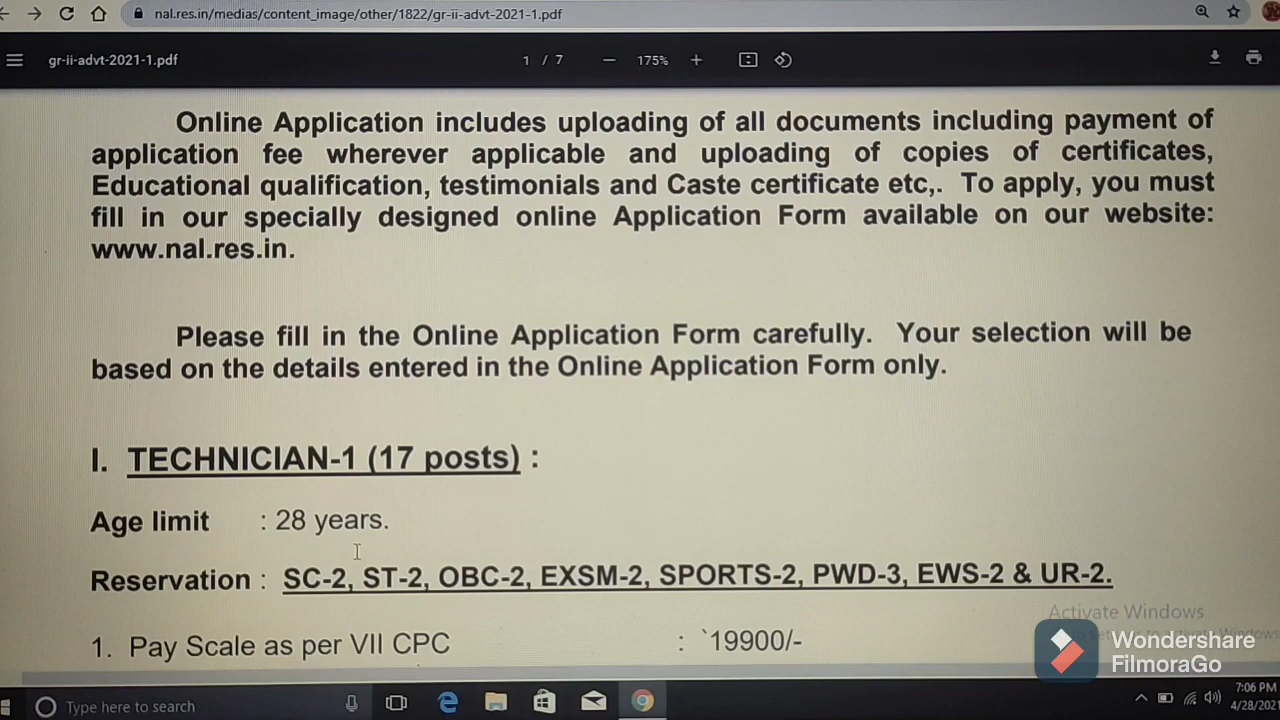 nal.res.in/medias/content_image/other/1822/gr-ii-advt-2021-1.pdf
gr-ii-advt-2021-1.pdf
1 / 7
175%
Online Application includes uploading of all documents including payment of
application fee wherever applicable and uploading of copies of certificates,
Educational qualification, testimonials and Caste certificate etc,. To apply, you must
fill in our specially designed online Application Form available on our website:
www.nal.res.in.
Please fill in the Online Application Form carefully. Your selection will be
based on the details entered in the Online Application Form only.
I. TECHNICIAN-1 (17 posts) :
Age limit : 28 years.
Reservation : SC-2, ST-2, OBC-2, EXSM-2, SPORTS-2, PWD-3, EWS-2 & UR-2.
1. Pay Scale as per VII CPC : `19900/-
Activate Windows
Windows
Wondershare
FilmoraGo
Type here to search
7:06 PM
4/28/202